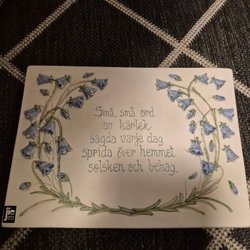 Små, små ord
av kärlek
sagda varje dag
sprida över hemmet
solsken och behag.